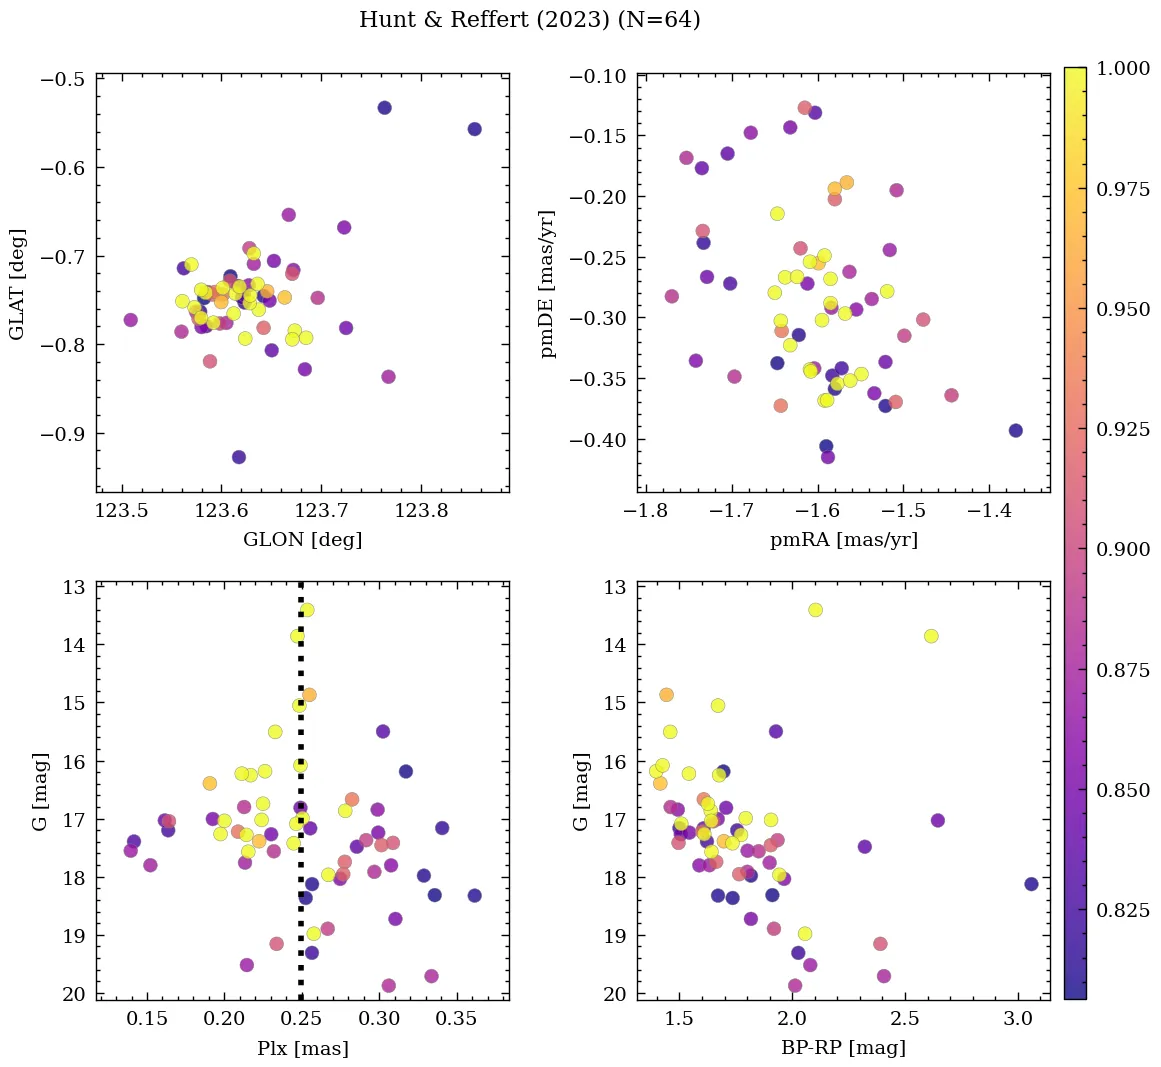 Hunt & Reffert (2023) (N=64)
−0.5
−0.6
−0.7
−0.8
−0.9
GLAT [deg]
123.5 123.6 123.7 123.8
GLON [deg]
−0.10
−0.15
−0.20
−0.25
−0.30
−0.35
−0.40
pmDE [mas/yr]
−1.8 −1.7 −1.6 −1.5 −1.4
pmRA [mas/yr]
13
14
15
16
17
18
19
20
G [mag]
0.15 0.20 0.25 0.30 0.35
Plx [mas]
13
14
15
16
17
18
19
20
G [mag]
1.5 2.0 2.5 3.0
BP-RP [mag]
1.000
0.975
0.950
0.925
0.900
0.875
0.850
0.825